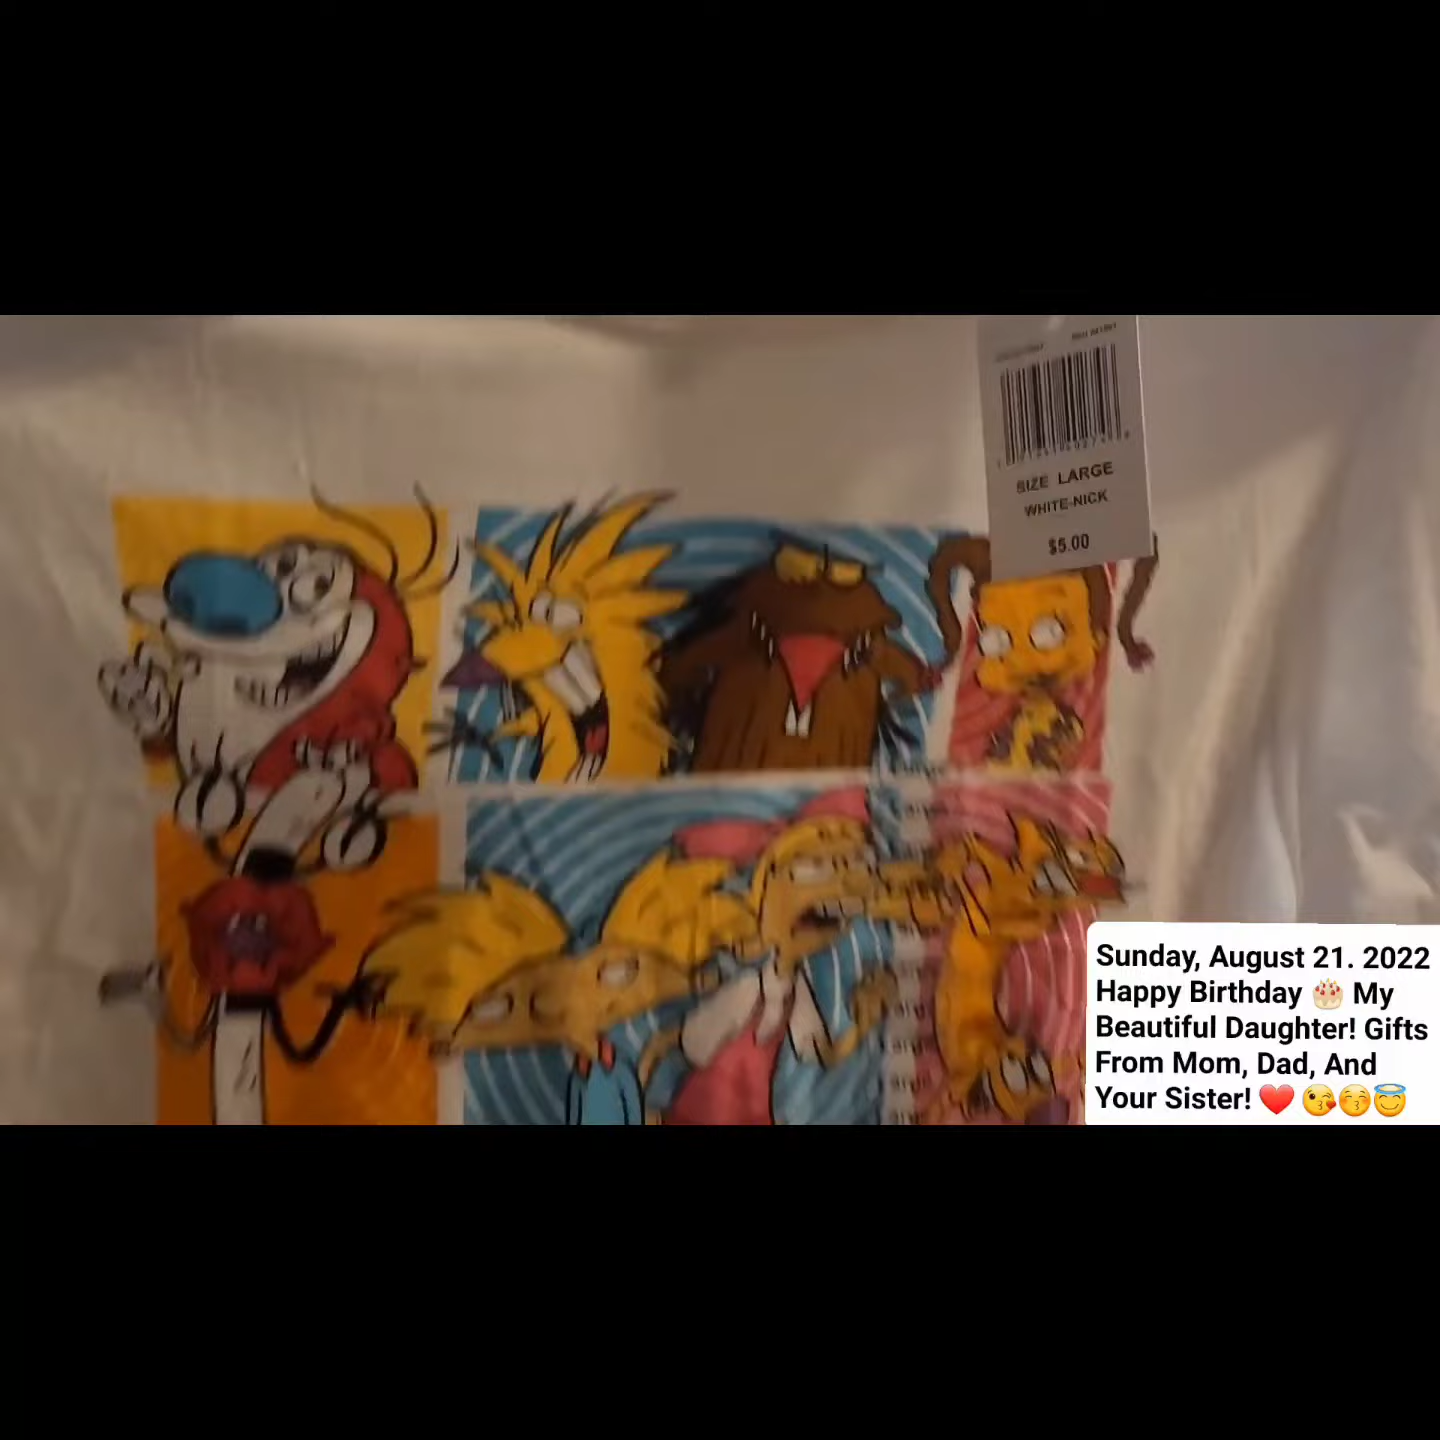 SIZE LARGE
WHITE-NICK
$5.00
Sunday, August 21. 2022
Happy Birthday 🎂 My
Beautiful Daughter! Gifts
From Mom, Dad, And
Your Sister! ❤️ 😘😚😇